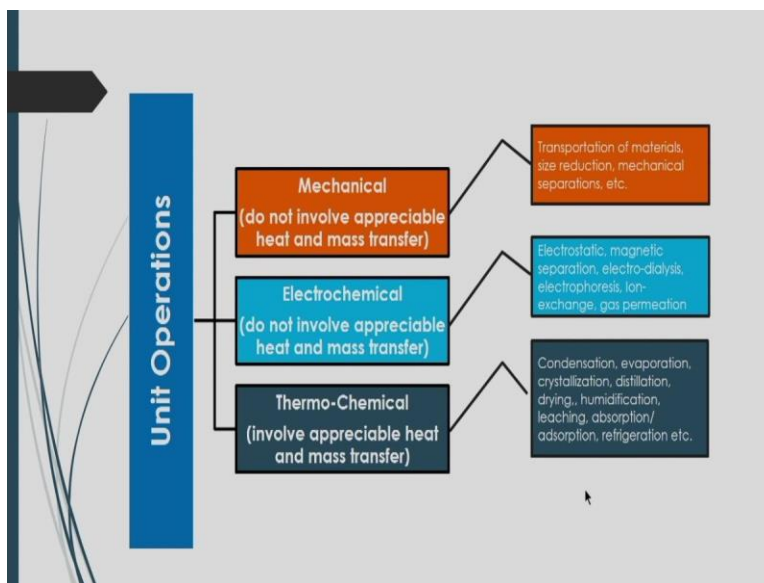 Unit Operations
Mechanical
(do not involve appreciable
heat and mass transfer)
Transportation of materials,
size reduction, mechanical
separations, etc.
Electrochemical
(do not involve appreciable
heat and mass transfer)
Electrostatic, magnetic
separation, electro-dialysis,
electrophoresis, Ion-
exchange, gas permeation
Thermo-Chemical
(involve appreciable heat
and mass transfer)
Condensation, evaporation,
crystallization, distillation,
drying,, humidification,
leaching, absorption/
adsorption, refrigeration etc.